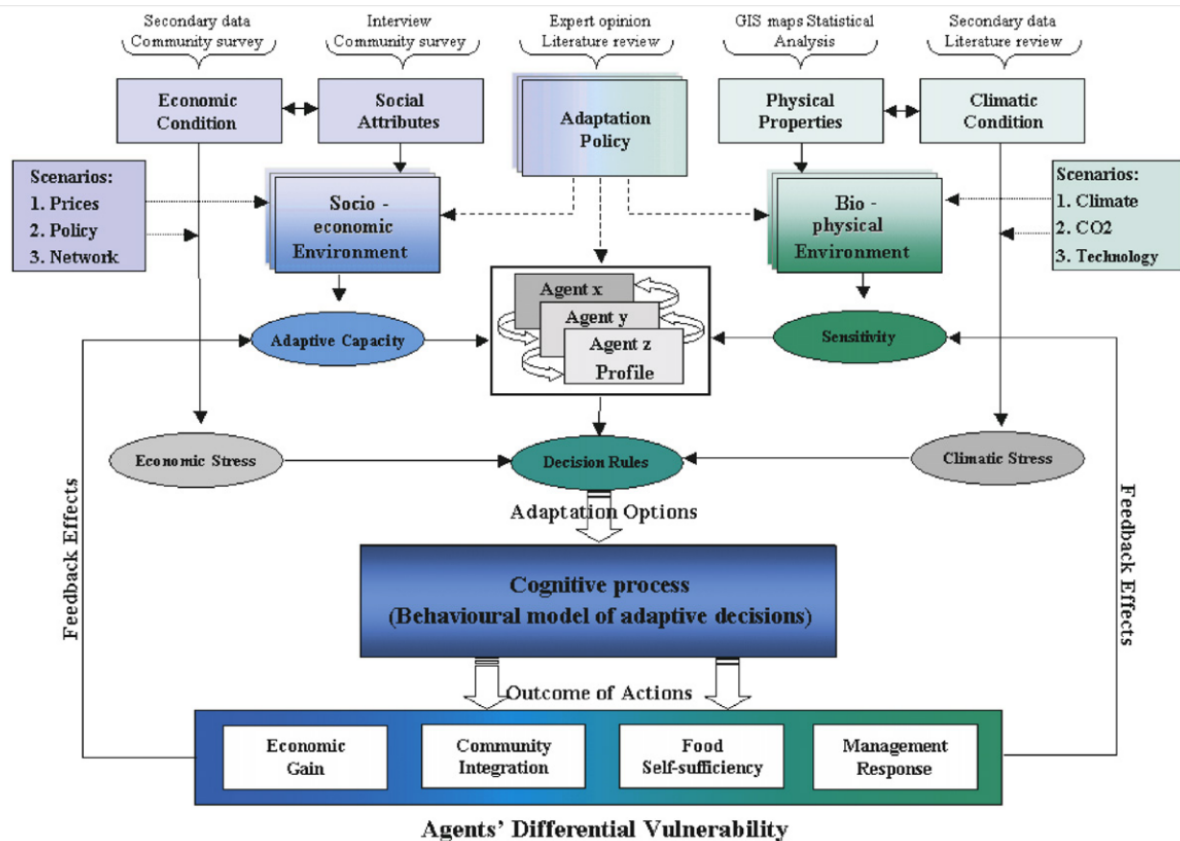 Secondary data
Community survey
Interview
Community survey
Expert opinion
Literature review
GIS maps Statistical
Analysis
Secondary data
Literature review
Economic
Condition
Social
Attributes
Adaptation
Policy
Physical
Properties
Climatic
Condition
Scenarios:
1. Prices
2. Policy
3. Network
Socio -
economic
Environment
Bio -
physical
Environment
Scenarios:
1. Climate
2. CO2
3. Technology
Agent x
Agent y
Agent z
Profile
Adaptive Capacity
Sensitivity
Economic Stress
Decision Rules
Climatic Stress
Adaptation Options
Feedback Effects
Feedback Effects
Cognitive process
(Behavioural model of adaptive decisions)
Outcome of Actions
Economic
Gain
Community
Integration
Food
Self-sufficiency
Management
Response
Agents' Differential Vulnerability